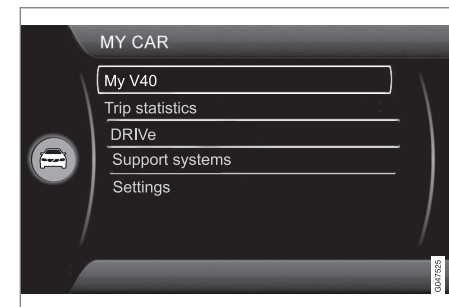 MY CAR
My V40
Trip statistics
DRIVe
Support systems
Settings
G047525